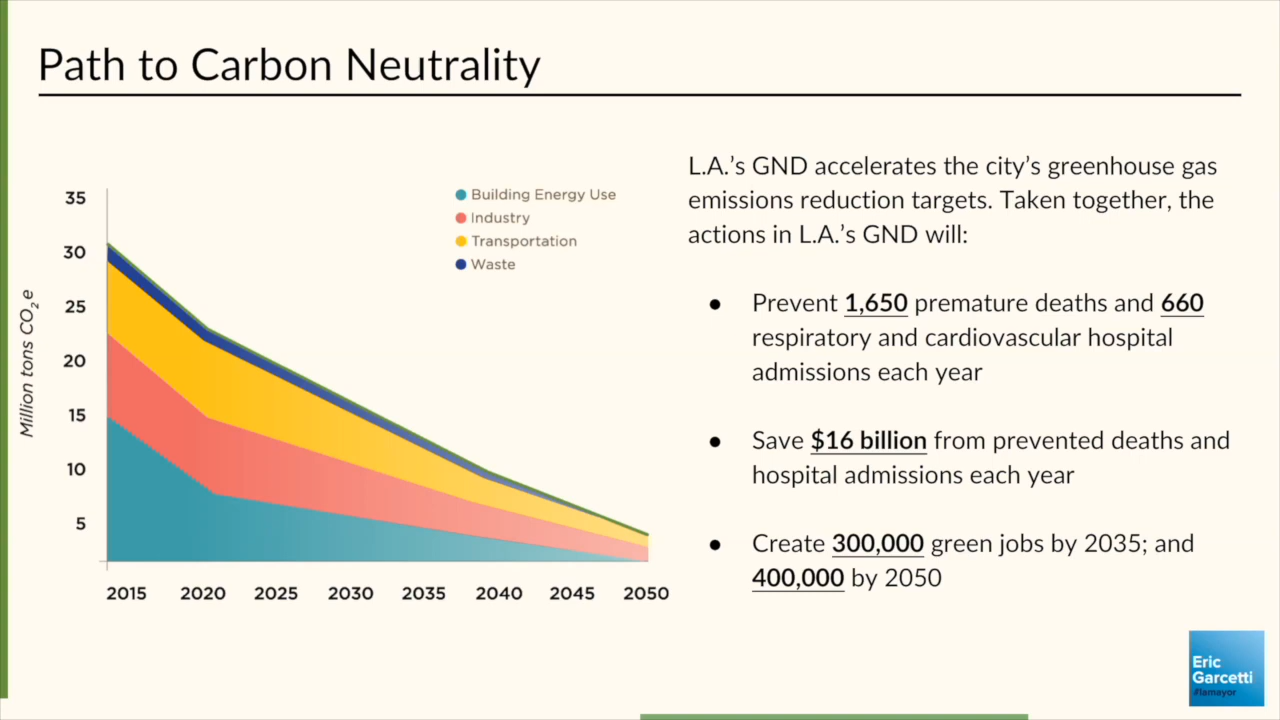 Path to Carbon Neutrality
35
30
25
20
15
10
5
Million tons CO2e
2015 2020 2025 2030 2035 2040 2045 2050
Building Energy Use
Industry
Transportation
Waste
L.A.’s GND accelerates the city’s greenhouse gas
emissions reduction targets. Taken together, the
actions in L.A.’s GND will:
● Prevent 1,650 premature deaths and 660
respiratory and cardiovascular hospital
admissions each year
● Save $16 billion from prevented deaths and
hospital admissions each year
● Create 300,000 green jobs by 2035; and
400,000 by 2050
Eric
Garcetti
#lamayor